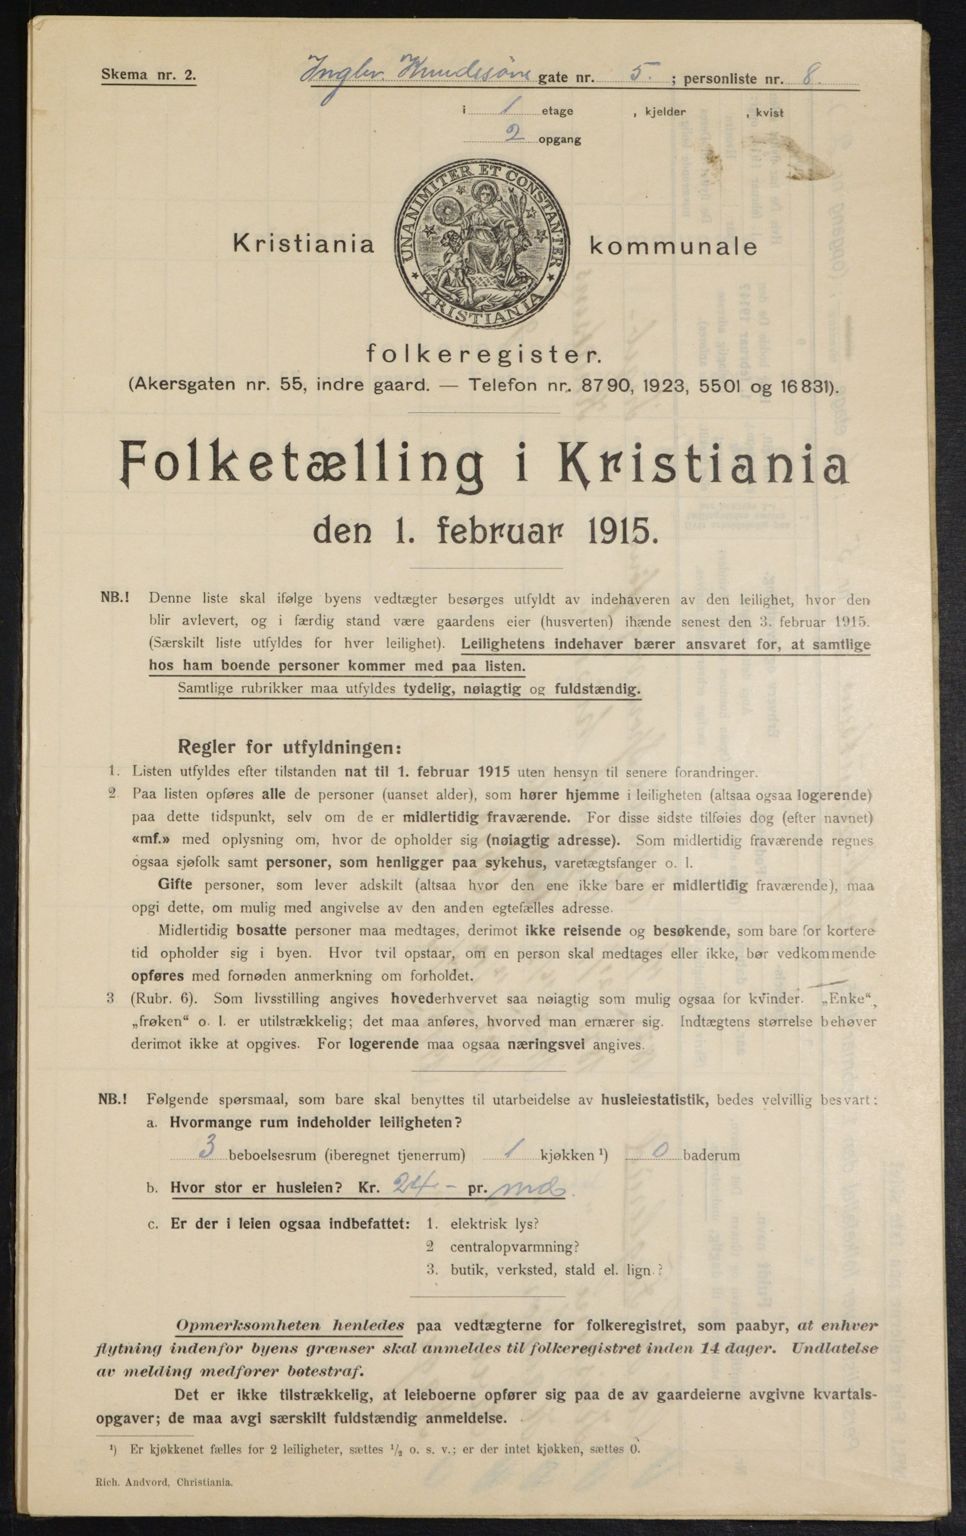 Skema nr. 2.
Ingler Knudssøns gate nr. 5. ; personliste nr. 8.
i 1 etage , kjelder , kvist
2 opgang
UNANIMITER ET CONSTANTER
KRISTIANIA
Kristiania kommunale
folkeregister.
(Akersgaten nr. 55, indre gaard. — Telefon nr. 8790, 1923, 5501 og 16831).
Folketælling i Kristiania
den 1. februar 1915.
NB.! Denne liste skal ifølge byens vedtægter besørges utfyldt av indehaveren av den leilighet, hvor den
blir avlevert, og i færdig stand være gaardens eier (husverten) ihænde senest den 3. februar 1915.
(Særskilt liste utfyldes for hver leilighet). Leilighetens indehaver bærer ansvaret for, at samtlige
hos ham boende personer kommer med paa listen.
Samtlige rubrikker maa utfyldes tydelig, nøiagtig og fuldstændig.
Regler for utfyldningen:
1. Listen utfyldes efter tilstanden nat til 1. februar 1915 uten hensyn til senere forandringer.
2 Paa listen opføres alle de personer (uanset alder), som hører hjemme i leiligheten (altsaa ogsaa logerende)
paa dette tidspunkt, selv om de er midlertidig fraværende. For disse sidste tilføies dog (efter navnet)
«mf.» med oplysning om, hvor de opholder sig (nøiagtig adresse). Som midlertidig fraværende regnes
ogsaa sjøfolk samt personer, som henligger paa sykehus, varetægtsfanger o. l.
Gifte personer, som lever adskilt (altsaa hvor den ene ikke bare er midlertidig fraværende), maa
opgi dette, om mulig med angivelse av den anden egtefælles adresse.
Midlertidig bosatte personer maa medtages, derimot ikke reisende og besøkende, som bare for kortere
tid opholder sig i byen. Hvor tvil opstaar, om en person skal medtages eller ikke, bør vedkommende
opføres med fornøden anmerkning om forholdet.
3 (Rubr. 6). Som livsstilling angives hovederhvervet saa nøiagtig som mulig ogsaa for kvinder. „Enke“,
„frøken“ o. l. er utilstrækkelig; det maa anføres, hvorved man ernærer sig. Indtægtens størrelse behøver
derimot ikke at opgives. For logerende maa ogsaa næringsvei angives.
NB.! Følgende spørsmaal, som bare skal benyttes til utarbeidelse av husleiestatistik, bedes velvillig besvart:
a. Hvormange rum indeholder leiligheten?
3 beboelsesrum (iberegnet tjenerrum) 1 kjøkken ¹) 0 baderum
b. Hvor stor er husleien? Kr. 24.- pr. md.
c. Er der i leien ogsaa indbefattet: 1. elektrisk lys?
2 centralopvarmning?
3. butik, verksted, stald el. lign.?
Opmerksomheten henledes paa vedtægterne for folkeregistret, som paabyr, at enhver
flytning indenfor byens grænser skal anmeldes til folkeregistret inden 14 dager. Undlatelse
av melding medfører bøtestraf.
Det er ikke tilstrækkelig, at leieboerne opfører sig paa de av gaardeierne avgivne kvartals-
opgaver; de maa avgi særskilt fuldstændig anmeldelse.
¹) Er kjøkkenet fælles for 2 leiligheter, sættes ¹/₂ o. s. v.; er der intet kjøkken, sættes 0.
Rich. Andvord, Christiania.